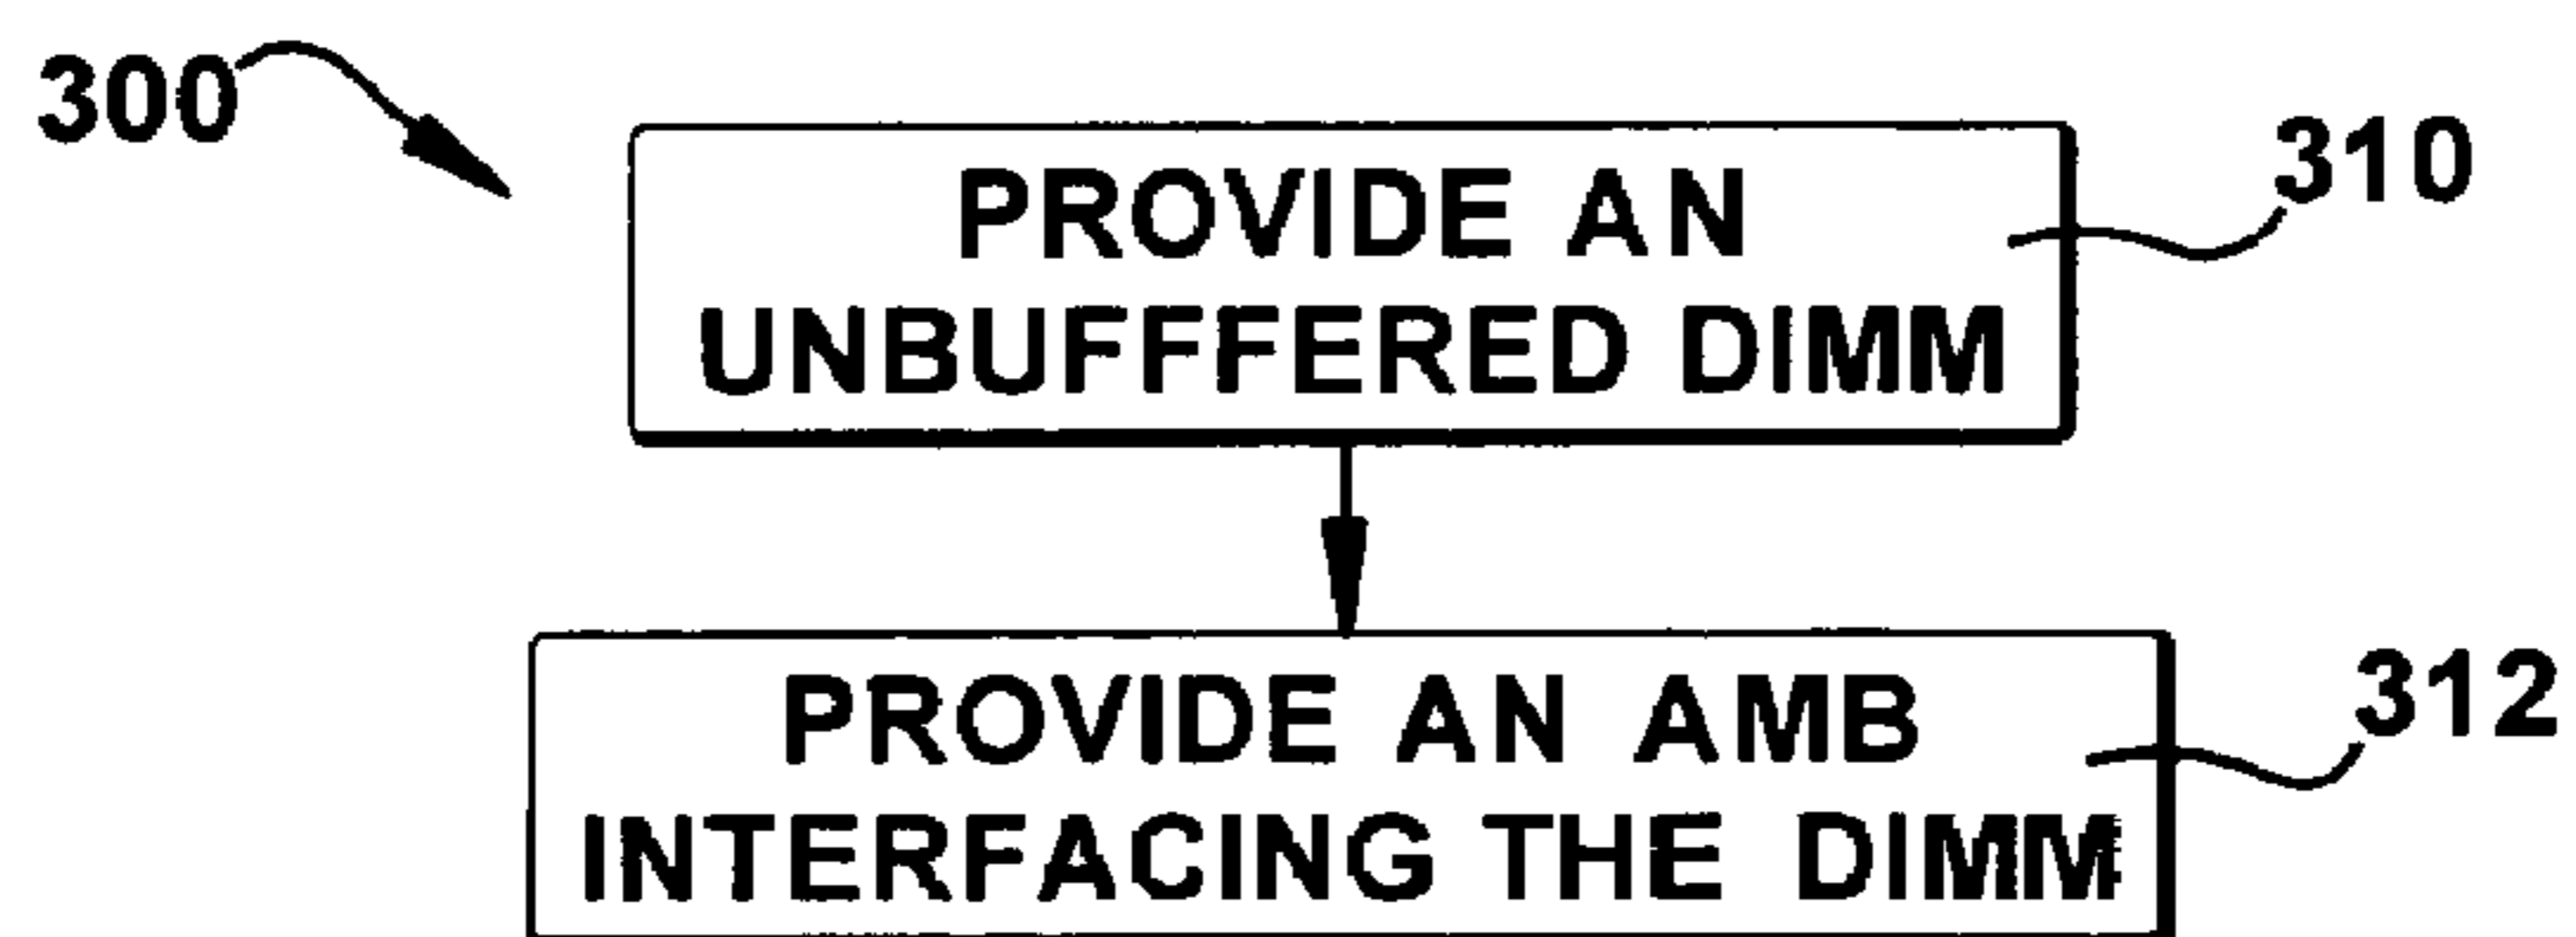 300
PROVIDE AN
310
UNBUFFFERED DIMM
PROVIDE AN AMB
312
INTERFACING THE DIMM